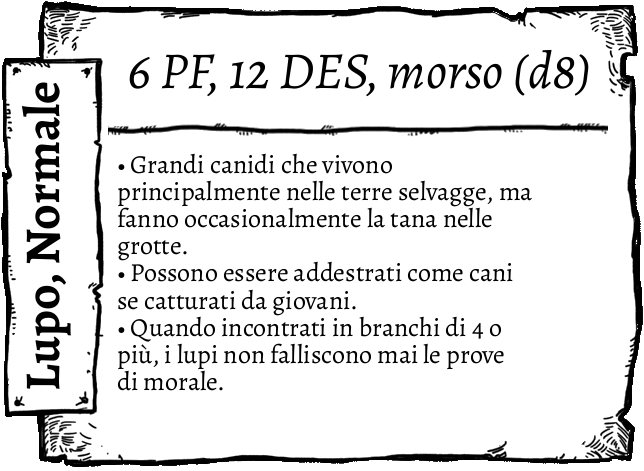 Lupo, Normale
6 PF, 12 DES, morso (d8)
• Grandi canidi che vivono
principalmente nelle terre selvagge, ma
fanno occasionalmente la tana nelle
grotte.
• Possono essere addestrati come cani
se catturati da giovani.
• Quando incontrati in branchi di 4 o
più, i lupi non falliscono mai le prove
di morale.